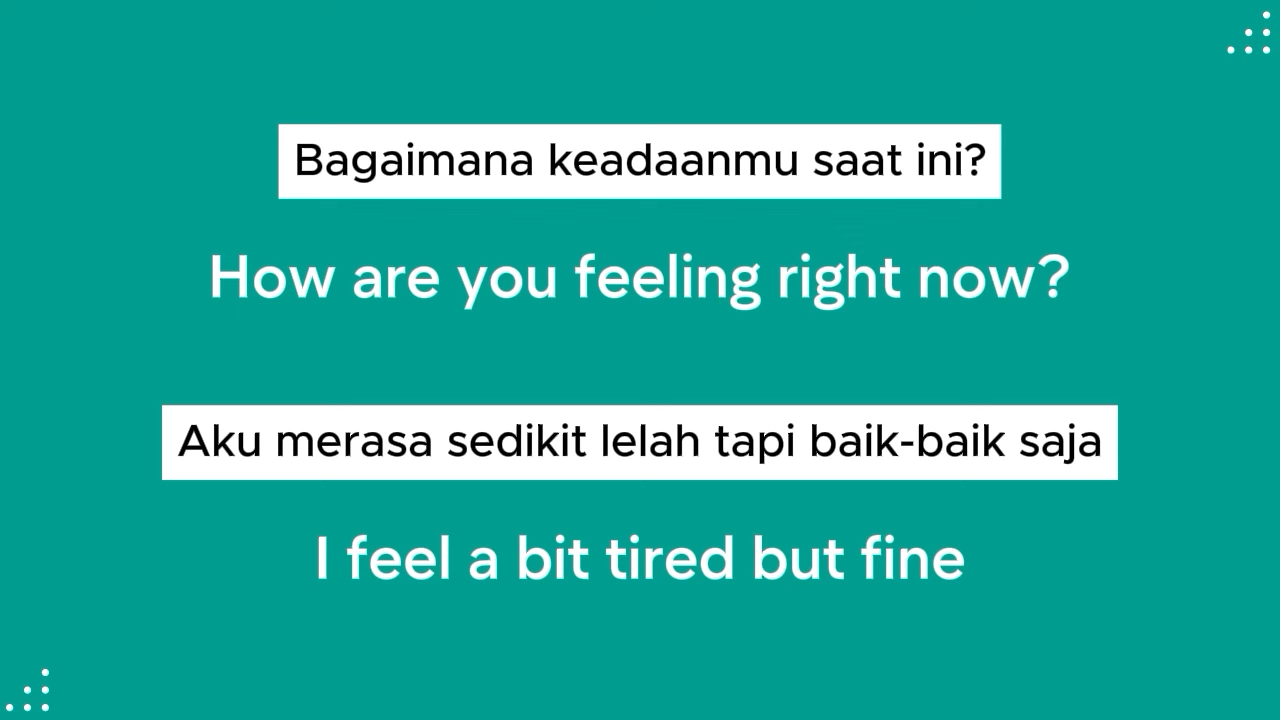 Bagaimana keadaanmu saat ini?
How are you feeling right now?
Aku merasa sedikit lelah tapi baik-baik saja
I feel a bit tired but fine